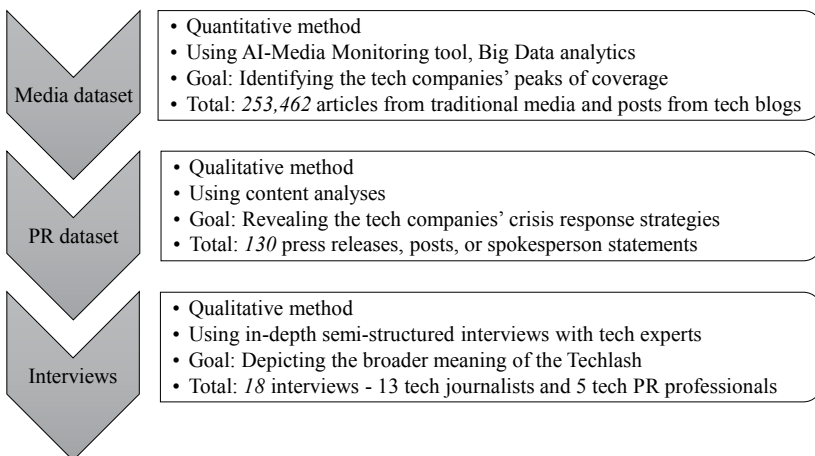 Media dataset
• Quantitative method
• Using AI-Media Monitoring tool, Big Data analytics
• Goal: Identifying the tech companies’ peaks of coverage
• Total: 253,462 articles from traditional media and posts from tech blogs
PR dataset
• Qualitative method
• Using content analyses
• Goal: Revealing the tech companies’ crisis response strategies
• Total: 130 press releases, posts, or spokesperson statements
Interviews
• Qualitative method
• Using in-depth semi-structured interviews with tech experts
• Goal: Depicting the broader meaning of the Techlash
• Total: 18 interviews - 13 tech journalists and 5 tech PR professionals